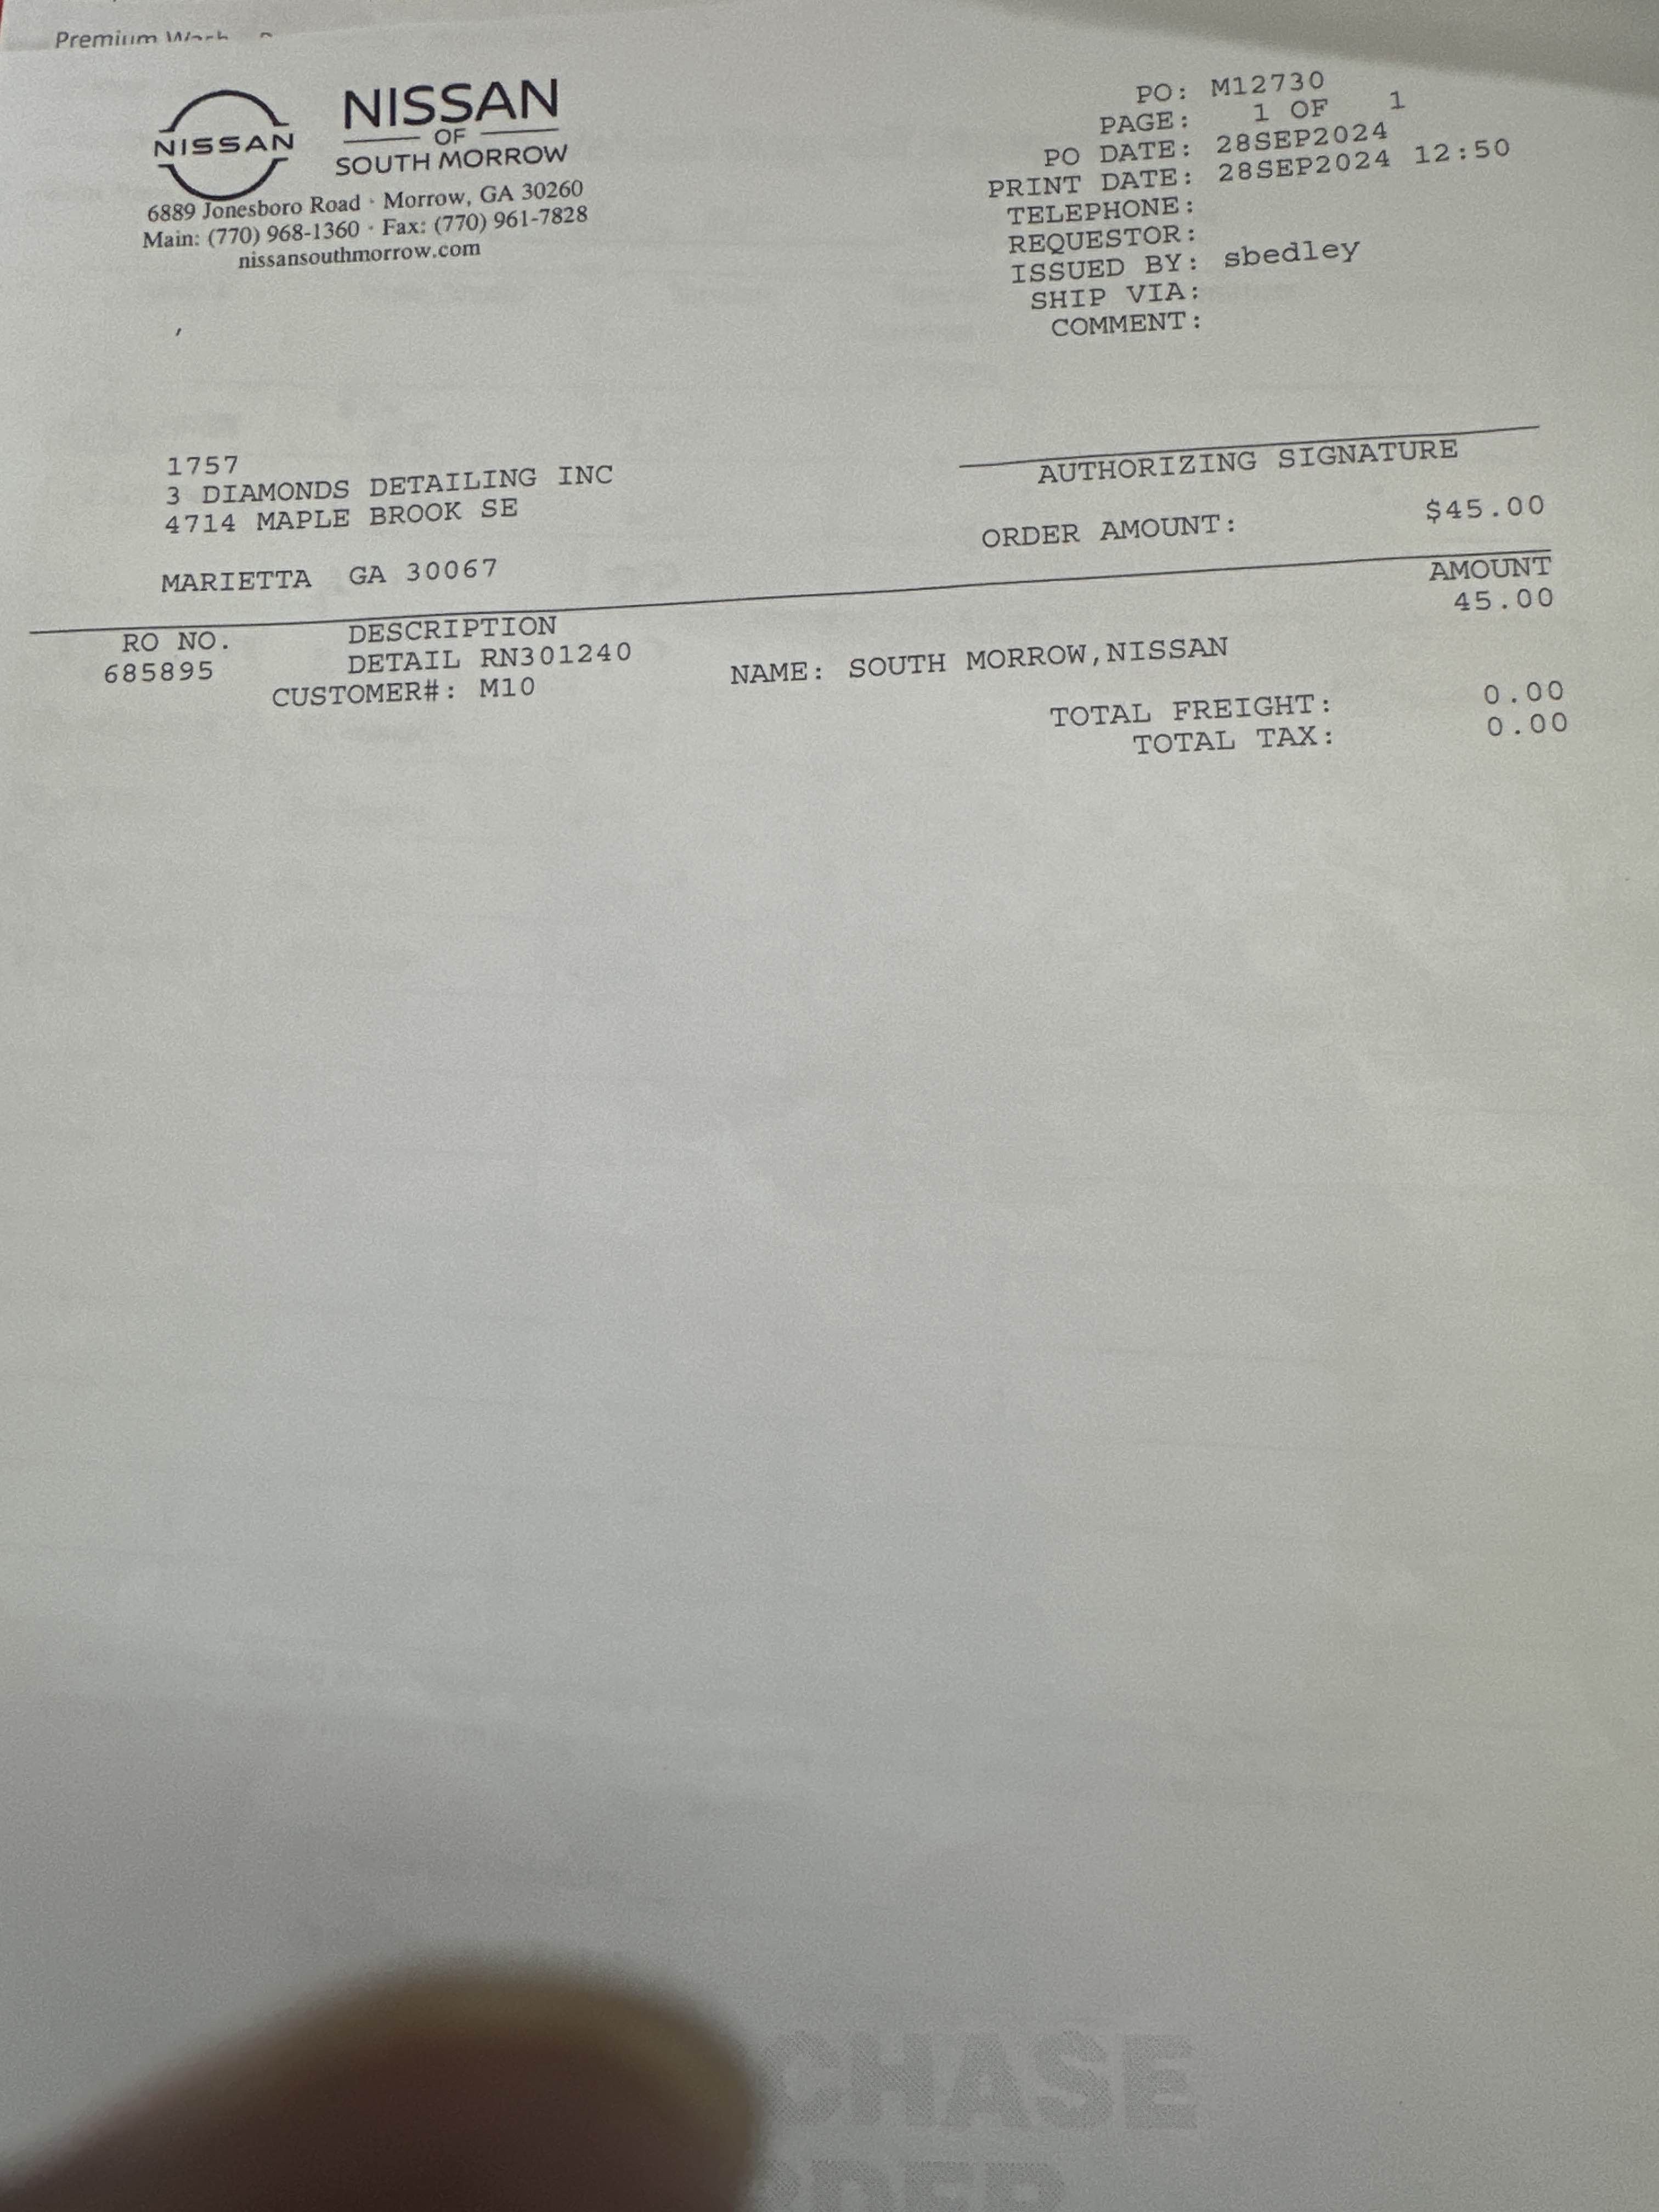 Premium
NISSAN
NISSAN
OF
SOUTH MORROW
6889 Jonesboro Road · Morrow, GA 30260
Main: (770) 968-1360 · Fax: (770) 961-7828
nissansouthmorrow.com
PO: M12730
PAGE: 1 OF 1
PO DATE: 28SEP2024
PRINT DATE: 28SEP2024 12:50
TELEPHONE:
REQUESTOR:
ISSUED BY: sbedley
SHIP VIA:
COMMENT:
1757
3 DIAMONDS DETAILING INC
4714 MAPLE BROOK SE
MARIETTA GA 30067
AUTHORIZING SIGNATURE
ORDER AMOUNT: $45.00
RO NO. DESCRIPTION AMOUNT
685895 DETAIL RN301240 45.00
CUSTOMER#: M10 NAME: SOUTH MORROW,NISSAN
TOTAL FREIGHT: 0.00
TOTAL TAX: 0.00